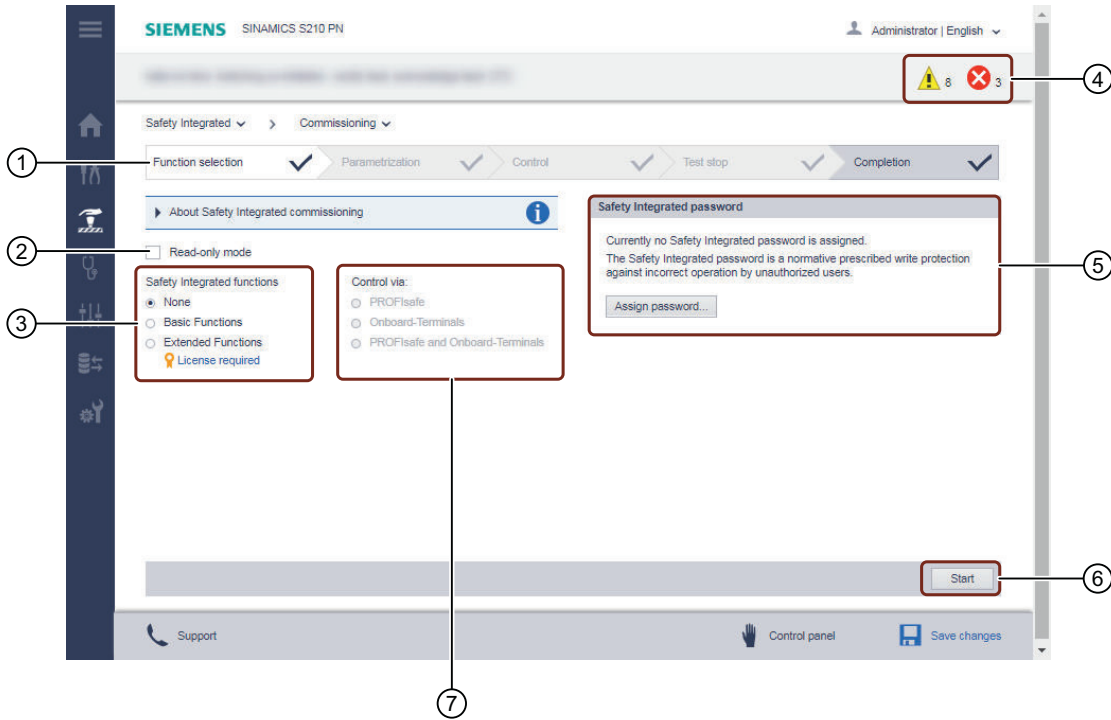 SIEMENS SINAMICS S210 PN
Administrator | English
8 3
④
Safety Integrated > Commissioning
①
Function selection Parametrization Control Test stop Completion
About Safety Integrated commissioning
Safety Integrated password
Currently no Safety Integrated password is assigned.
The Safety Integrated password is a normative prescribed write protection
against incorrect operation by unauthorized users.
Assign password...
⑤
②
Read-only mode
Safety Integrated functions
None
Basic Functions
Extended Functions
License required
③
Control via:
PROFIsafe
Onboard-Terminals
PROFIsafe and Onboard-Terminals
Start
⑥
Support Control panel Save changes
⑦